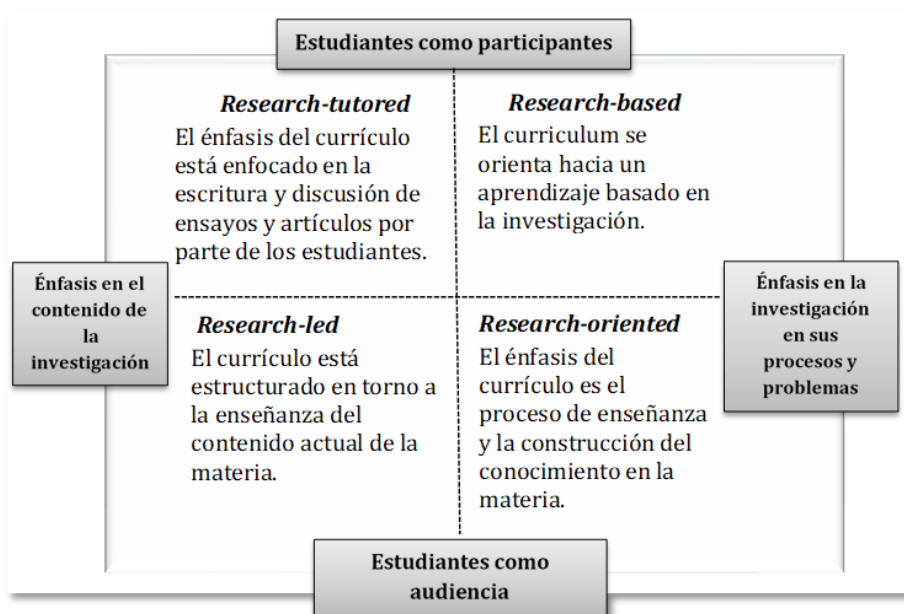 Estudiantes como participantes
Research-tutored
El énfasis del currículo
está enfocado en la
escritura y discusión de
ensayos y artículos por
parte de los estudiantes.
Research-based
El curriculum se
orienta hacia un
aprendizaje basado en
la investigación.
Énfasis en el
contenido de
la
investigación
Énfasis en la
investigación
en sus
procesos y
problemas
Research-led
El currículo está
estructurado en torno a
la enseñanza del
contenido actual de la
materia.
Research-oriented
El énfasis del
currículo es el
proceso de enseñanza
y la construcción del
conocimiento en la
materia.
Estudiantes como
audiencia